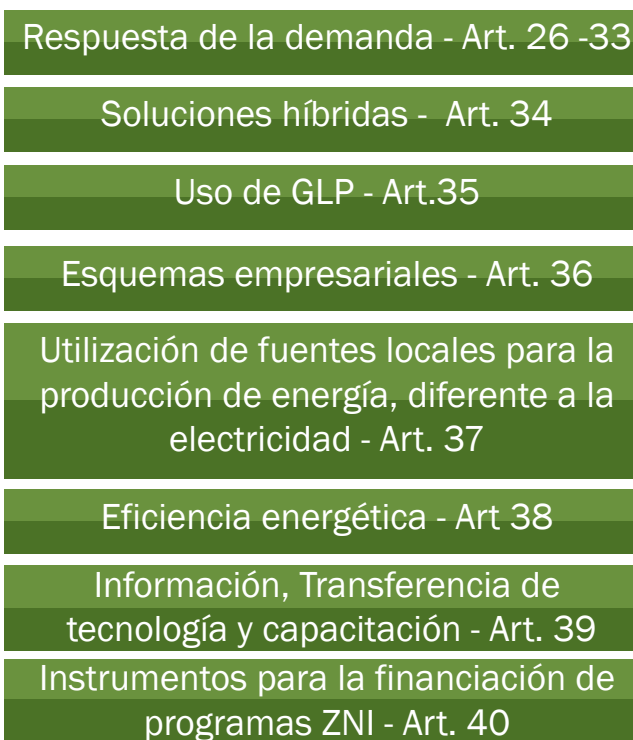 Respuesta de la demanda - Art. 26 -33
Soluciones híbridas - Art. 34
Uso de GLP - Art.35
Esquemas empresariales - Art. 36
Utilización de fuentes locales para la
producción de energía, diferente a la
electricidad - Art. 37
Eficiencia energética - Art 38
Información, Transferencia de
tecnología y capacitación - Art. 39
Instrumentos para la financiación de
programas ZNI - Art. 40